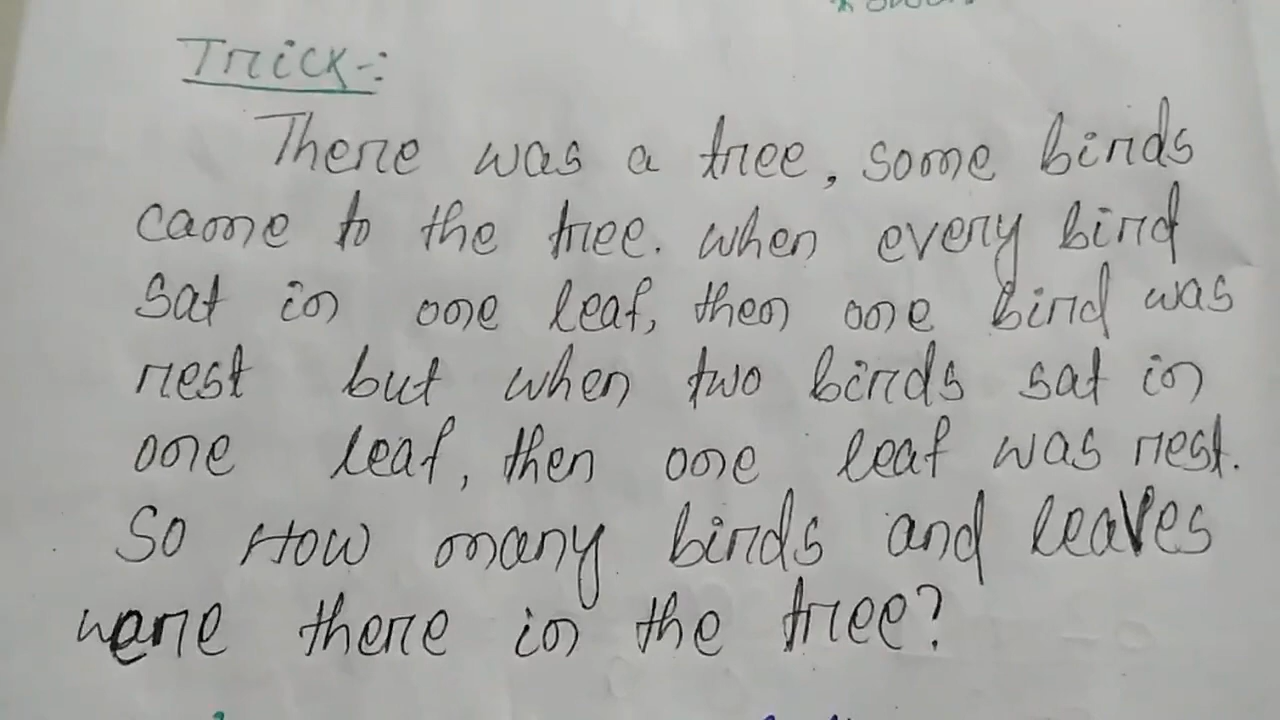 Trick-:
There was a tree, some birds
came to the tree. when every bird
sat in one leaf, then one bird was
rest but when two birds sat in
one leaf, then one leaf was rest.
So How many birds and leaves
were there in the tree?